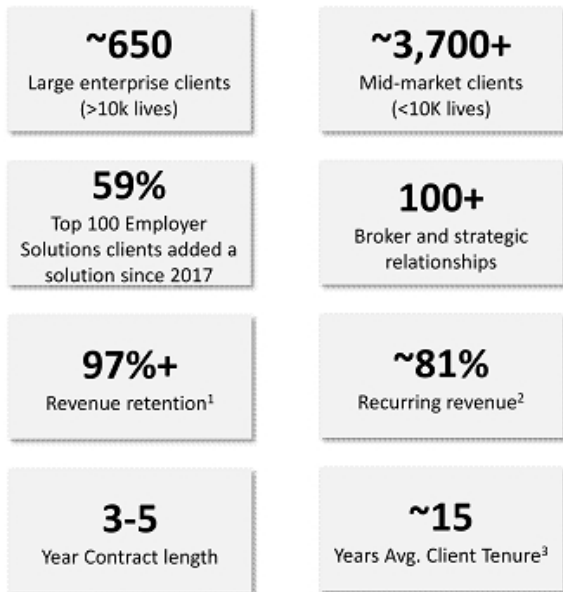 ~650
Large enterprise clients
(>10k lives)
~3,700+
Mid-market clients
(<10K lives)
59%
Top 100 Employer
Solutions clients added a
solution since 2017
100+
Broker and strategic
relationships
97%+
Revenue retention¹
~81%
Recurring revenue²
3-5
Year Contract length
~15
Years Avg. Client Tenure³